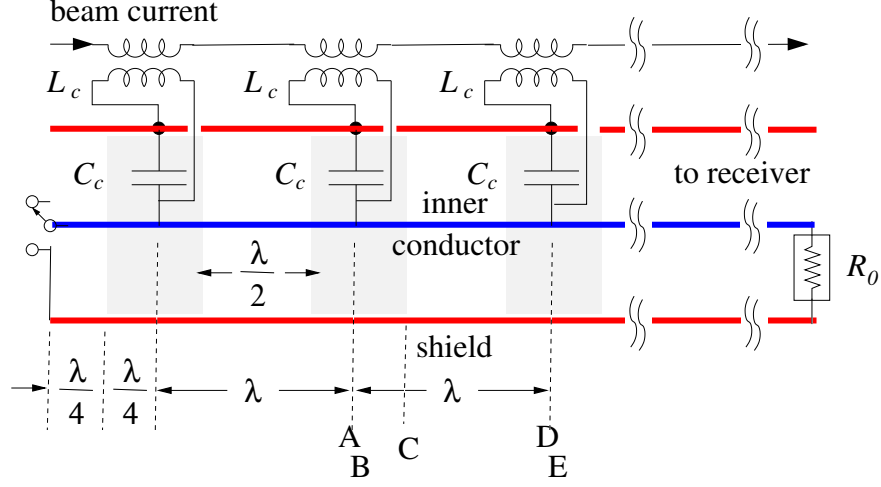 beam current
L c L c L c
C c C c C c
to receiver
inner
conductor
λ
2
R 0
shield
λ λ
4 4
λ λ
A C D
B E